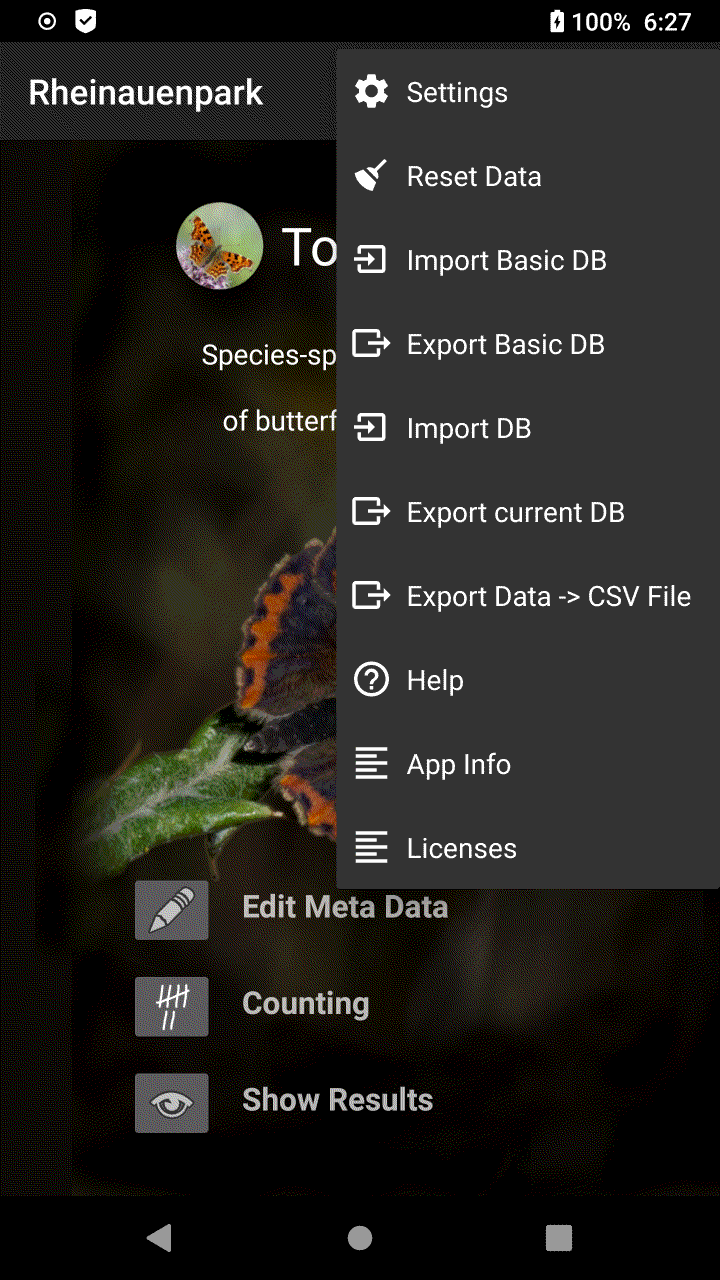 100% 6:27
Rheinauenpark
Settings
Reset Data
Import Basic DB
Export Basic DB
Import DB
Export current DB
Export Data -> CSV File
Help
App Info
Licenses
To
Species-sp
of butterf
Edit Meta Data
Counting
Show Results